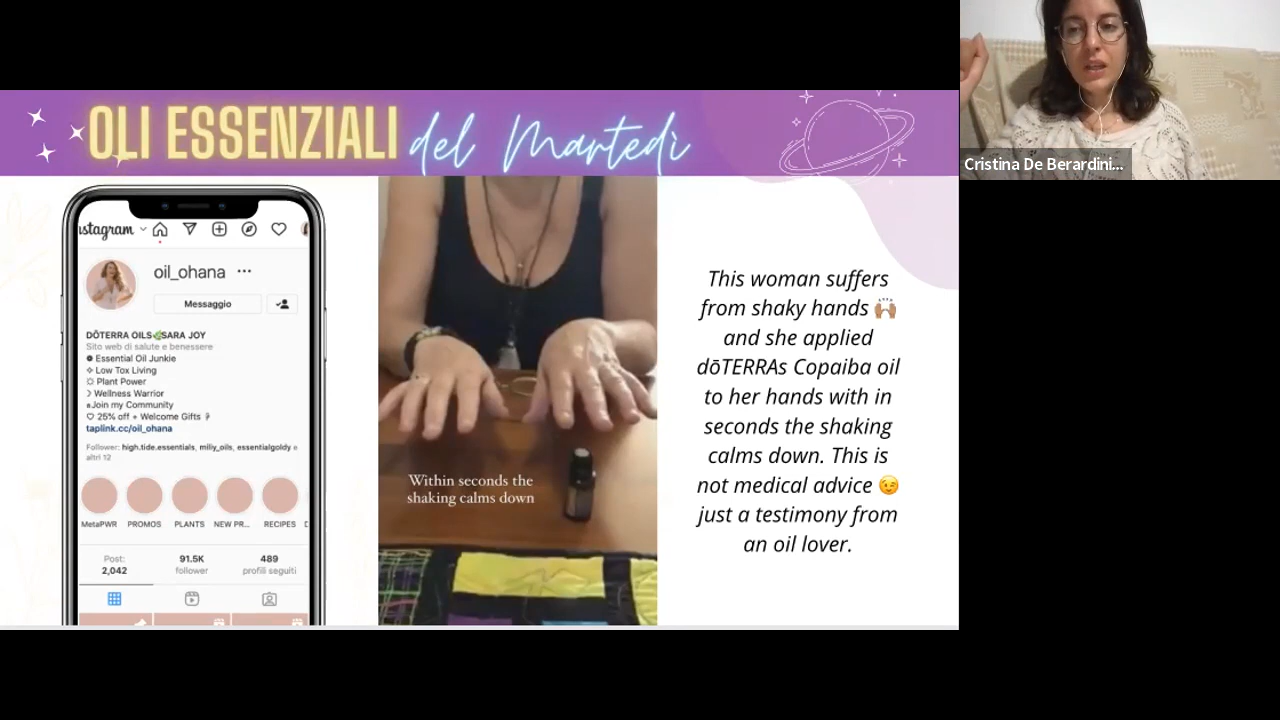 OLI ESSENZIALI del Martedì
Cristina De Berardini...
stagram
oil_ohana ...
Messaggio
DŌTERRA OILS🌿SARA JOY
Sito web di salute e benessere
Essential Oil Junkie
Low Tox Living
Plant Power
Wellness Warrior
Join my Community
25% off + Welcome Gifts
taplink.cc/oil_ohana
Follower: high.tide.essentials, milly_oils, essentialgoldy e
altri 12
MetaPWR PROMOS PLANTS NEW PR... RECIPES
Post: 91.5K 489
2,042 follower profili seguiti
Within seconds the
shaking calms down
This woman suffers
from shaky hands 🙌🏽
and she applied
dōTERRAs Copaiba oil
to her hands with in
seconds the shaking
calms down. This is
not medical advice 😉
just a testimony from
an oil lover.